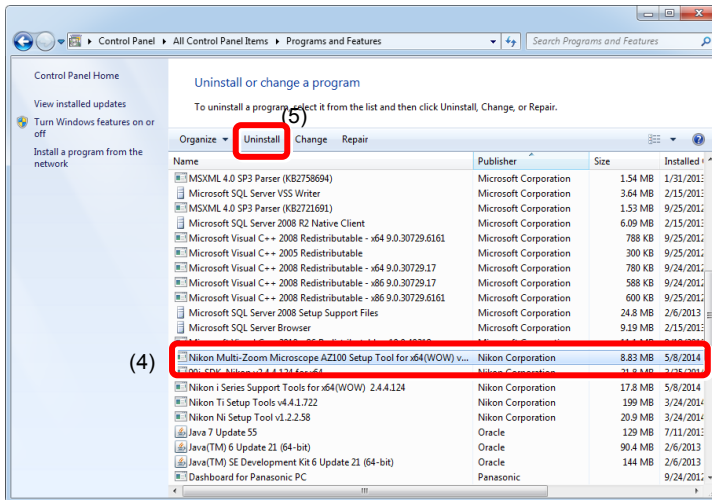 Control Panel ▸ All Control Panel Items ▸ Programs and Features
Search Programs and Features
Control Panel Home
View installed updates
Turn Windows features on or
off
Install a program from the
network
Uninstall or change a program
To uninstall a program, select it from the list and then click Uninstall, Change, or Repair.
(5)
Organize Uninstall Change Repair
Name Publisher Size Installed
MSXML 4.0 SP3 Parser (KB2758694) Microsoft Corporation 1.54 MB 1/31/2013
Microsoft SQL Server VSS Writer Microsoft Corporation 3.64 MB 2/15/2013
MSXML 4.0 SP3 Parser (KB2721691) Microsoft Corporation 1.53 MB 9/25/2012
Microsoft SQL Server 2008 R2 Native Client Microsoft Corporation 6.09 MB 2/15/2013
Microsoft Visual C++ 2008 Redistributable - x64 9.0.30729.6161 Microsoft Corporation 788 KB 9/25/2012
Microsoft Visual C++ 2005 Redistributable Microsoft Corporation 300 KB 9/25/2012
Microsoft Visual C++ 2008 Redistributable - x64 9.0.30729.17 Microsoft Corporation 780 KB 9/24/2012
Microsoft Visual C++ 2008 Redistributable - x86 9.0.30729.17 Microsoft Corporation 588 KB 9/24/2012
Microsoft Visual C++ 2008 Redistributable - x86 9.0.30729.6161 Microsoft Corporation 600 KB 9/25/2012
Microsoft SQL Server 2008 Setup Support Files Microsoft Corporation 24.8 MB 2/6/2013
Microsoft SQL Server Browser Microsoft Corporation 9.19 MB 2/15/2013
(4)
Nikon Multi-Zoom Microscope AZ100 Setup Tool for x64(WOW) v... Nikon Corporation 8.83 MB 5/8/2014
90i-SDK-Nikon v2.4.4.124 for x64 Nikon Corporation 21.8 MB 3/25/2014
Nikon i Series Support Tools for x64(WOW) 2.4.4.124 Nikon Corporation 17.8 MB 5/8/2014
Nikon Ti Setup Tools v4.4.1.722 Nikon Corporation 199 MB 3/24/2014
Nikon Ni Setup Tool v1.2.2.58 Nikon Corporation 20.9 MB 3/24/2014
Java 7 Update 55 Oracle 129 MB 7/11/2013
Java(TM) 6 Update 21 (64-bit) Oracle 90.4 MB 2/6/2013
Java(TM) SE Development Kit 6 Update 21 (64-bit) Oracle 144 MB 2/6/2013
Dashboard for Panasonic PC Panasonic 9/24/2012